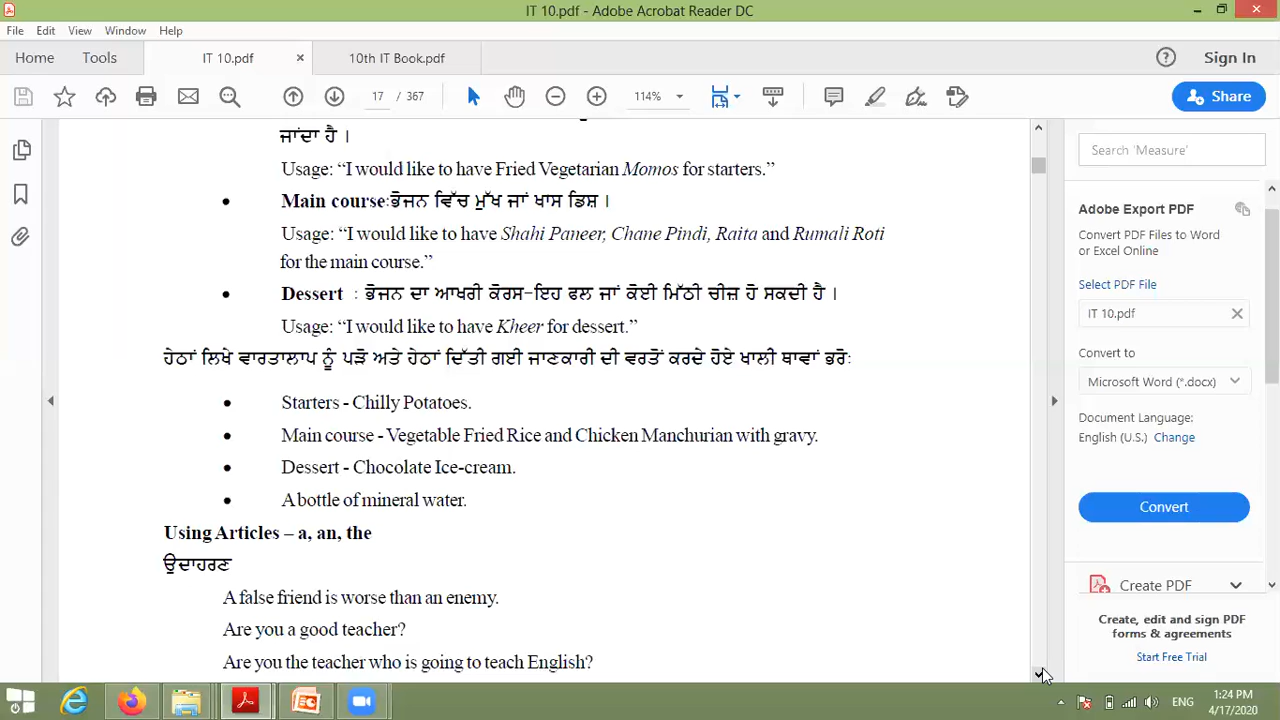 IT 10.pdf - Adobe Acrobat Reader DC
File Edit View Window Help
Home Tools IT 10.pdf × 10th IT Book.pdf Sign In
17 / 367 114% Share
ਜਾਂਦਾ ਹੈ ।
Usage: “I would like to have Fried Vegetarian Momos for starters.”
• Main course:ਭੋਜਨ ਵਿੱਚ ਮੁੱਖ ਜਾਂ ਖਾਸ ਡਿਸ਼ ।
Usage: “I would like to have Shahi Paneer, Chane Pindi, Raita and Rumali Roti
for the main course.”
• Dessert : ਭੋਜਨ ਦਾ ਆਖਰੀ ਕੋਰਸ-ਇਹ ਫਲ ਜਾਂ ਕੋਈ ਮਿੱਠੀ ਚੀਜ਼ ਹੋ ਸਕਦੀ ਹੈ ।
Usage: “I would like to have Kheer for dessert.”
ਹੇਠਾਂ ਲਿਖੇ ਵਾਰਤਾਲਾਪ ਨੂੰ ਪੜੋ ਅਤੇ ਹੇਠਾਂ ਦਿੱਤੀ ਗਈ ਜਾਣਕਾਰੀ ਦੀ ਵਰਤੋਂ ਕਰਦੇ ਹੋਏ ਖਾਲੀ ਥਾਵਾਂ ਭਰੋ:
• Starters - Chilly Potatoes.
• Main course - Vegetable Fried Rice and Chicken Manchurian with gravy.
• Dessert - Chocolate Ice-cream.
• A bottle of mineral water.
Using Articles – a, an, the
ਉਦਾਹਰਣ
A false friend is worse than an enemy.
Are you a good teacher?
Are you the teacher who is going to teach English?
Search 'Measure'
Adobe Export PDF
Convert PDF Files to Word
or Excel Online
Select PDF File
IT 10.pdf ×
Convert to
Microsoft Word (*.docx)
Document Language:
English (U.S.) Change
Convert
Create PDF
Create, edit and sign PDF
forms & agreements
Start Free Trial
ENG
1:24 PM
4/17/2020